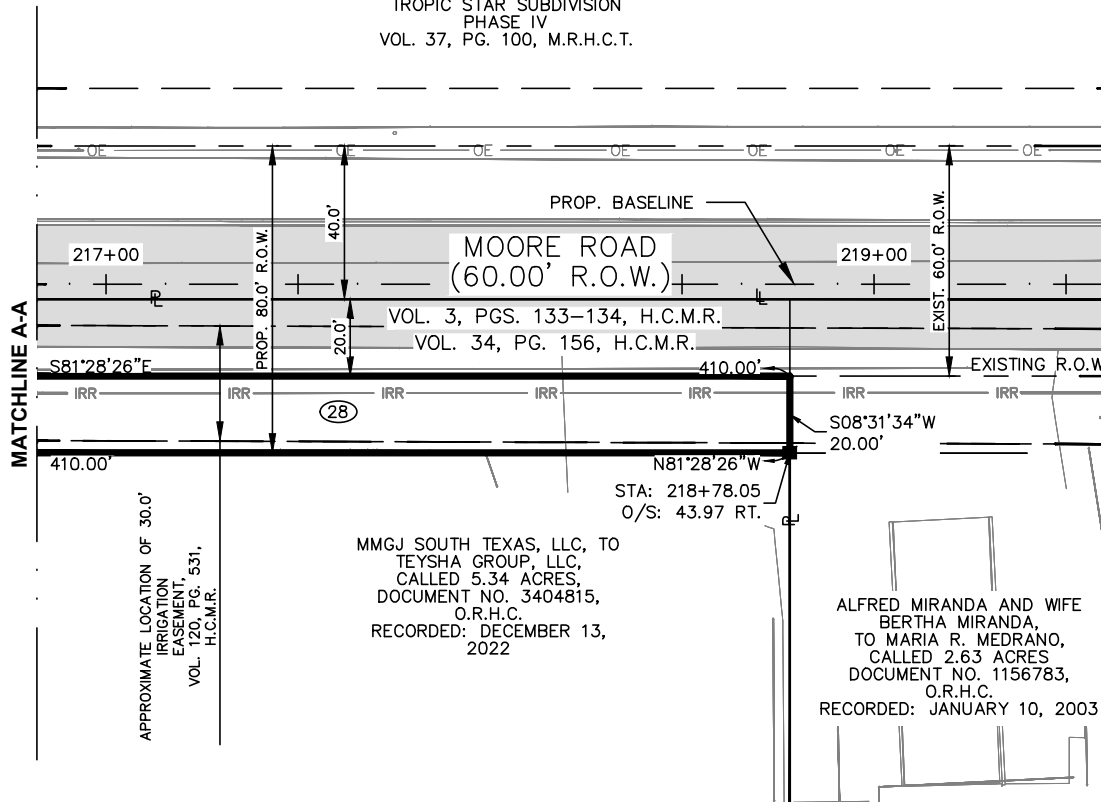 TROPIC STAR SUBDIVISION
PHASE IV
VOL. 37, PG. 100, M.R.H.C.T.
OE OE OE OE OE OE OE
PROP. BASELINE
40.0'
EXIST. 60.0' R.O.W.
217+00
MOORE ROAD
(60.00' R.O.W.)
219+00
PROP. 80.0' R.O.W.
PL
PL
VOL. 3, PGS. 133-134, H.C.M.R.
20.0'
VOL. 34, PG. 156, H.C.M.R.
MATCHLINE A-A
S81°28'26"E
410.00'
EXISTING R.O.W
IRR IRR IRR IRR IRR IRR IRR
28
S08°31'34"W
20.00'
410.00'
N81°28'26"W
STA: 218+78.05
O/S: 43.97 RT.
PL
APPROXIMATE LOCATION OF 30.0'
IRRIGATION
EASEMENT,
VOL. 120, PG. 531,
H.C.M.R.
MMGJ SOUTH TEXAS, LLC, TO
TEYSHA GROUP, LLC,
CALLED 5.34 ACRES,
DOCUMENT NO. 3404815,
O.R.H.C.
RECORDED: DECEMBER 13,
2022
ALFRED MIRANDA AND WIFE
BERTHA MIRANDA,
TO MARIA R. MEDRANO,
CALLED 2.63 ACRES
DOCUMENT NO. 1156783,
O.R.H.C.
RECORDED: JANUARY 10, 2003